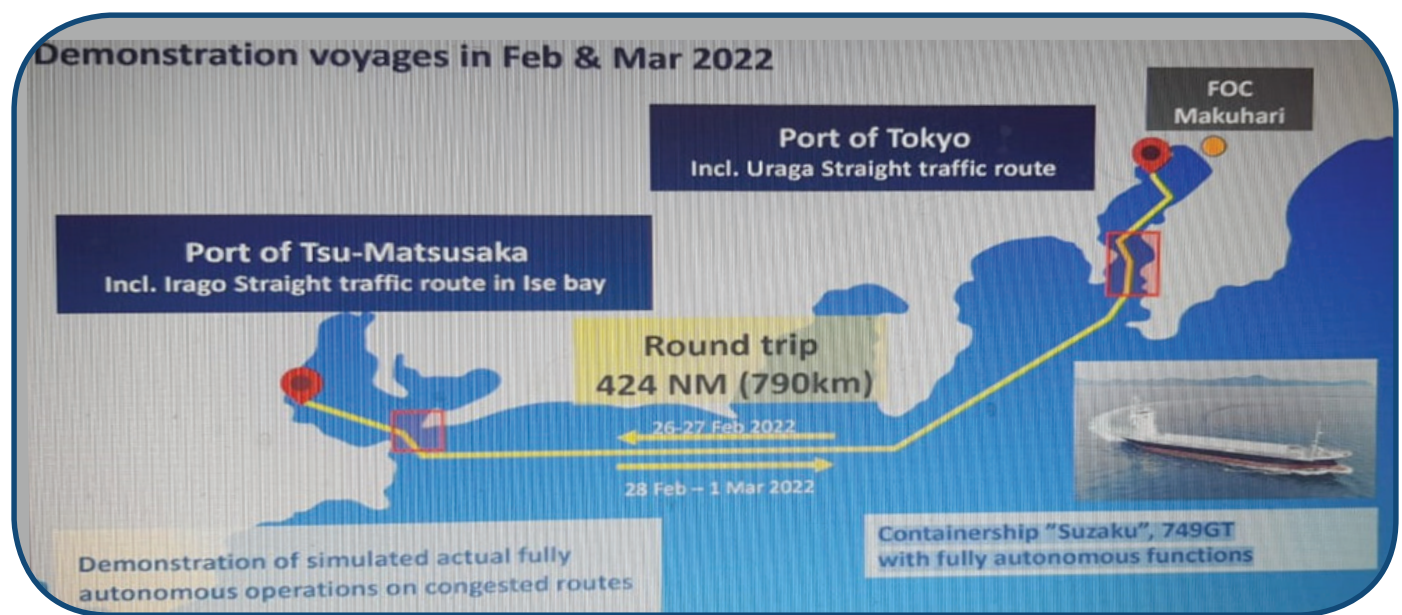 Demonstration voyages in Feb & Mar 2022
FOC
Makuhari
Port of Tokyo
Incl. Uraga Straight traffic route
Port of Tsu-Matsusaka
Incl. Irago Straight traffic route in Ise bay
Round trip
424 NM (790km)
26-27 Feb 2022
28 Feb – 1 Mar 2022
Containership "Suzaku", 749GT
with fully autonomous functions
Demonstration of simulated actual fully
autonomous operations on congested routes